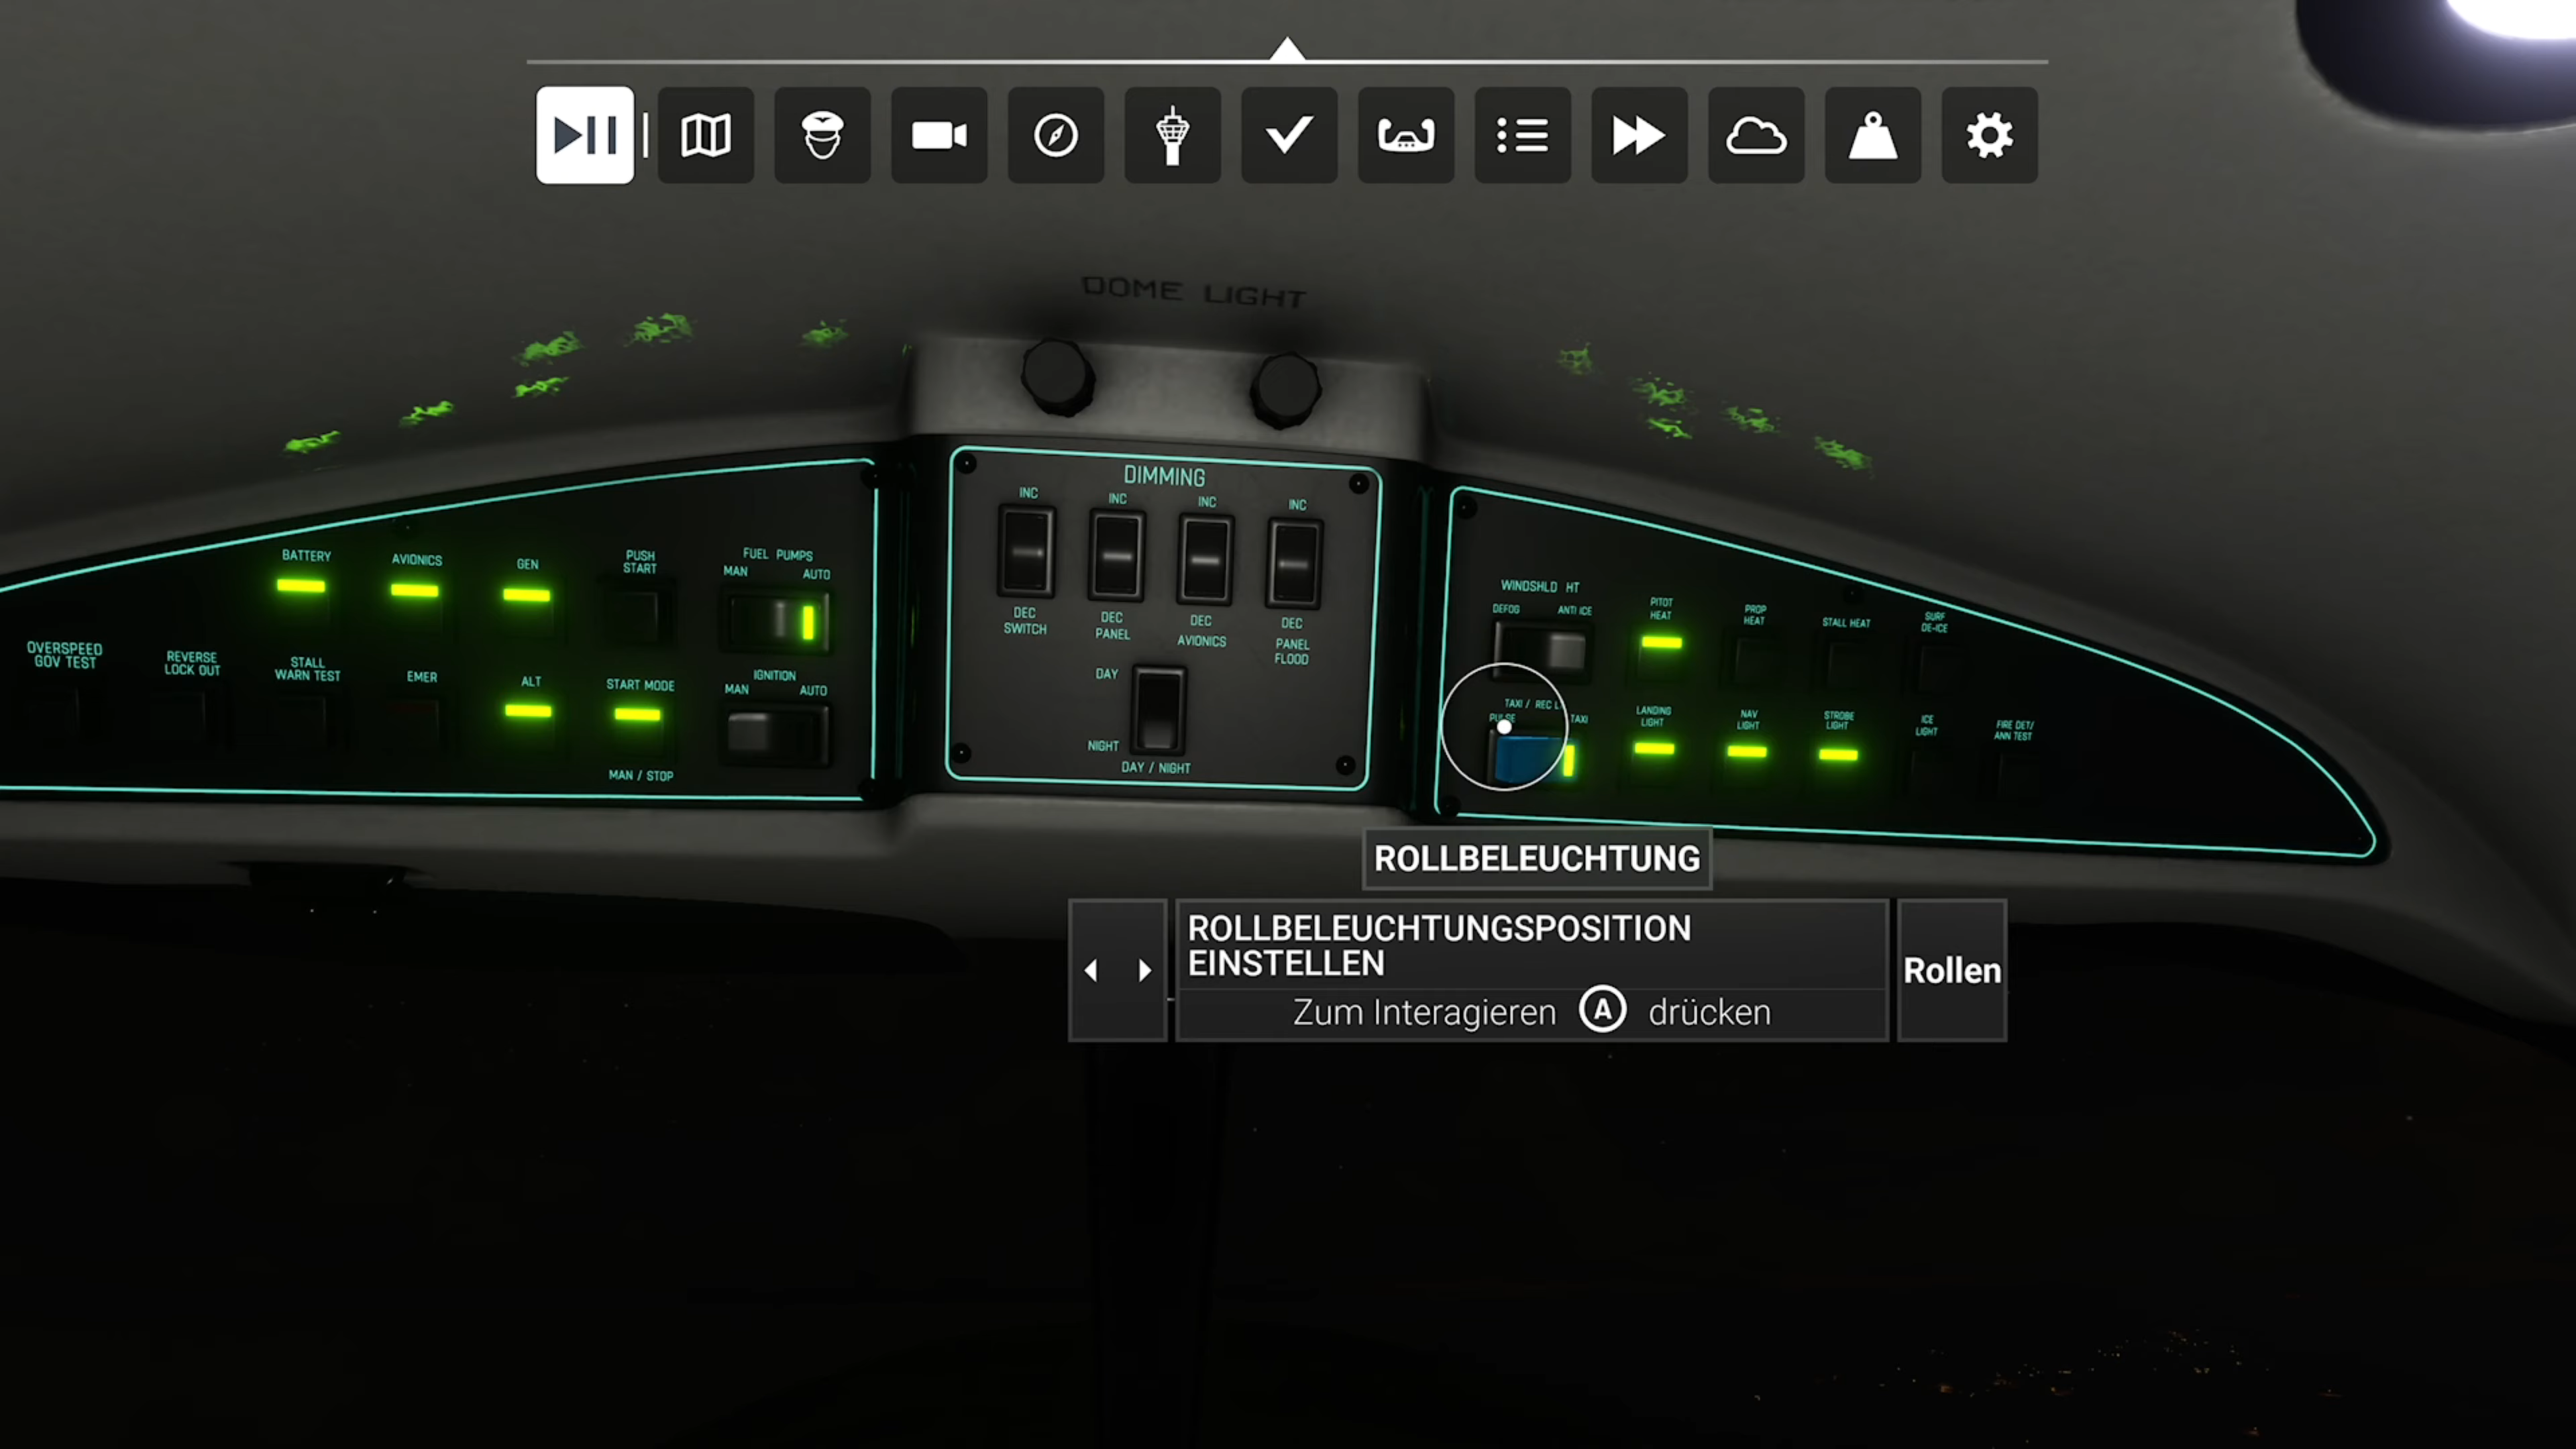 DOME LIGHT
BATTERY
AVIONICS
GEN
PUSH
START
FUEL PUMPS
MAN
AUTO
OVERSPEED
GOV TEST
REVERSE
LOCK OUT
STALL
WARN TEST
EMER
ALT
START MODE
MAN / STOP
IGNITION
MAN
AUTO
DIMMING
INC
INC
INC
INC
DEC
SWITCH
DEC
PANEL
DEC
AVIONICS
DEC
PANEL
FLOOD
DAY
NIGHT
DAY / NIGHT
WINDSHLD HT
DEFOG
ANTI ICE
PITOT
HEAT
PROP
HEAT
STALL HEAT
SURF
DE-ICE
TAXI / REC L
PULSE
TAXI
LANDING
LIGHT
NAV
LIGHT
STROBE
LIGHT
ICE
LIGHT
FIRE DET/
ANN TEST
ROLLBELEUCHTUNG
ROLLBELEUCHTUNGSPOSITION
EINSTELLEN
Zum Interagieren A drücken
Rollen